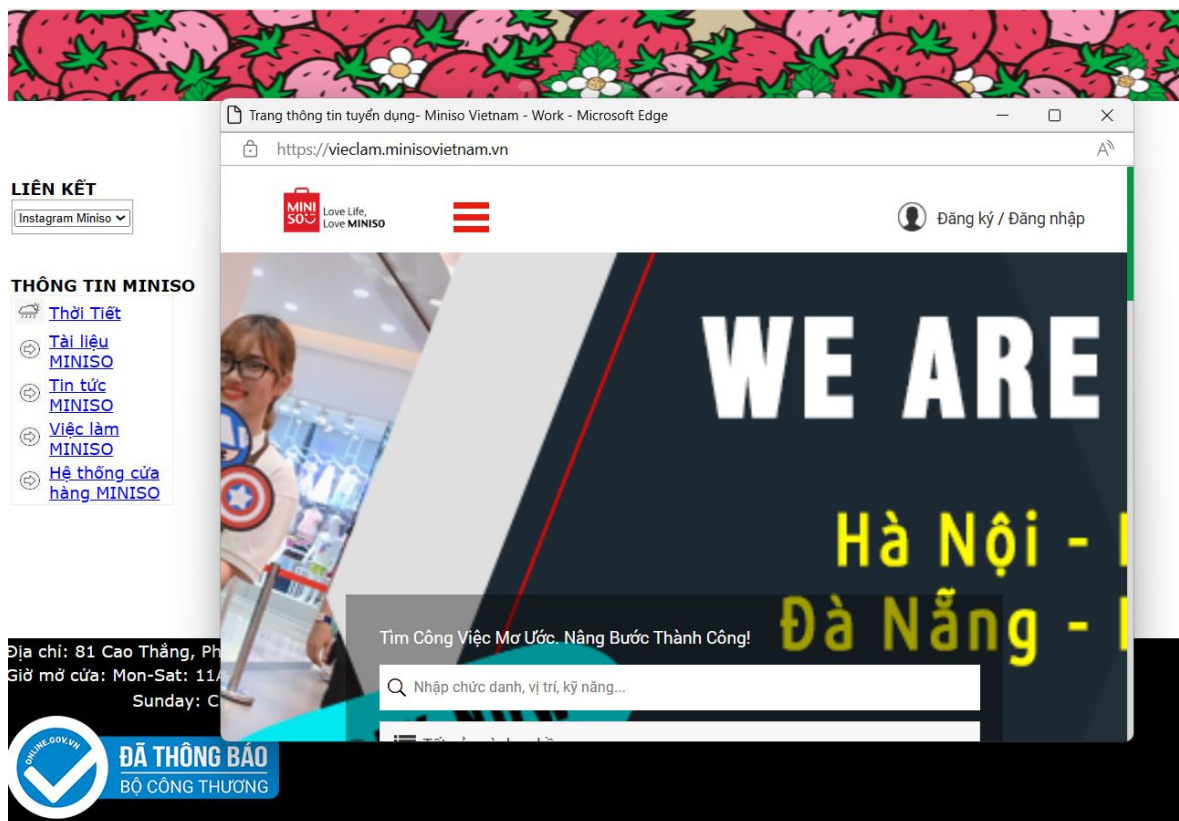 Trang thông tin tuyển dụng- Miniso Vietnam - Work - Microsoft Edge
https://vieclam.minisovietnam.vn
A
MINI
SO
Love Life,
Love MINISO
Đăng ký / Đăng nhập
LIÊN KẾT
Instagram Miniso
THÔNG TIN MINISO
Thời Tiết
Tài liệu
MINISO
Tin tức
MINISO
Việc làm
MINISO
Hệ thống cửa
hàng MINISO
WE ARE
Hà Nội -
Đà Nẵng -
Tìm Công Việc Mơ Ước. Nâng Bước Thành Công!
Nhập chức danh, vị trí, kỹ năng...
Địa chỉ: 81 Cao Thắng, Ph
Giờ mở cửa: Mon-Sat: 11A
Sunday: C
ONLINE.GOV.VN
ĐÃ THÔNG BÁO
BỘ CÔNG THƯƠNG